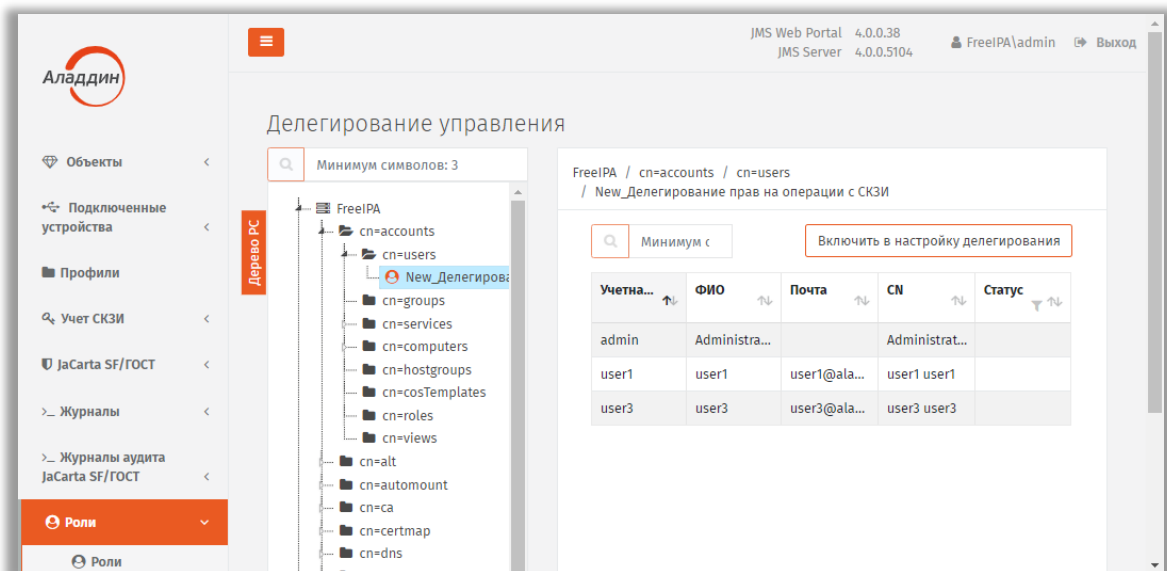 Аладдин
JMS Web Portal 4.0.0.38
JMS Server 4.0.0.5104
FreeIPA\admin
Выход
Объекты
Подключенные
устройства
Профили
Учет СКЗИ
JaCarta SF/ГОСТ
>_ Журналы
>_ Журналы аудита
JaCarta SF/ГОСТ
Роли
Роли
Делегирование управления
Минимум символов: 3
Дерево РС
FreeIPA
cn=accounts
cn=users
New_Делегирова
cn=groups
cn=services
cn=computers
cn=hostgroups
cn=cosTemplates
cn=roles
cn=views
cn=alt
cn=automount
cn=ca
cn=certmap
cn=dns
FreeIPA / cn=accounts / cn=users
/ New_Делегирование прав на операции с СКЗИ
Минимум с
Включить в настройку делегирования
Учетна... ФИО Почта CN Статус
admin Administra... Administrat...
user1 user1 user1@ala... user1 user1
user3 user3 user3@ala... user3 user3